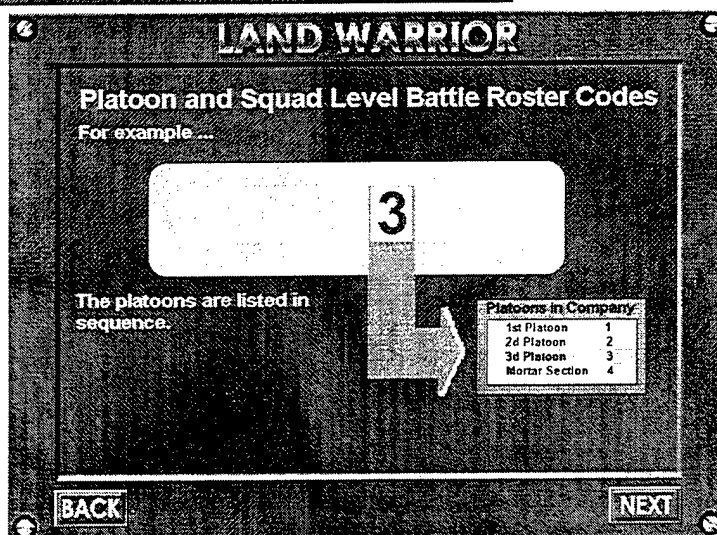 LAND WARRIOR
Platoon and Squad Level Battle Roster Codes
For example ...
3
The platoons are listed in
sequence.
Platoons in Company
1st Platoon 1
2d Platoon 2
3d Platoon 3
Mortar Section 4
BACK
NEXT